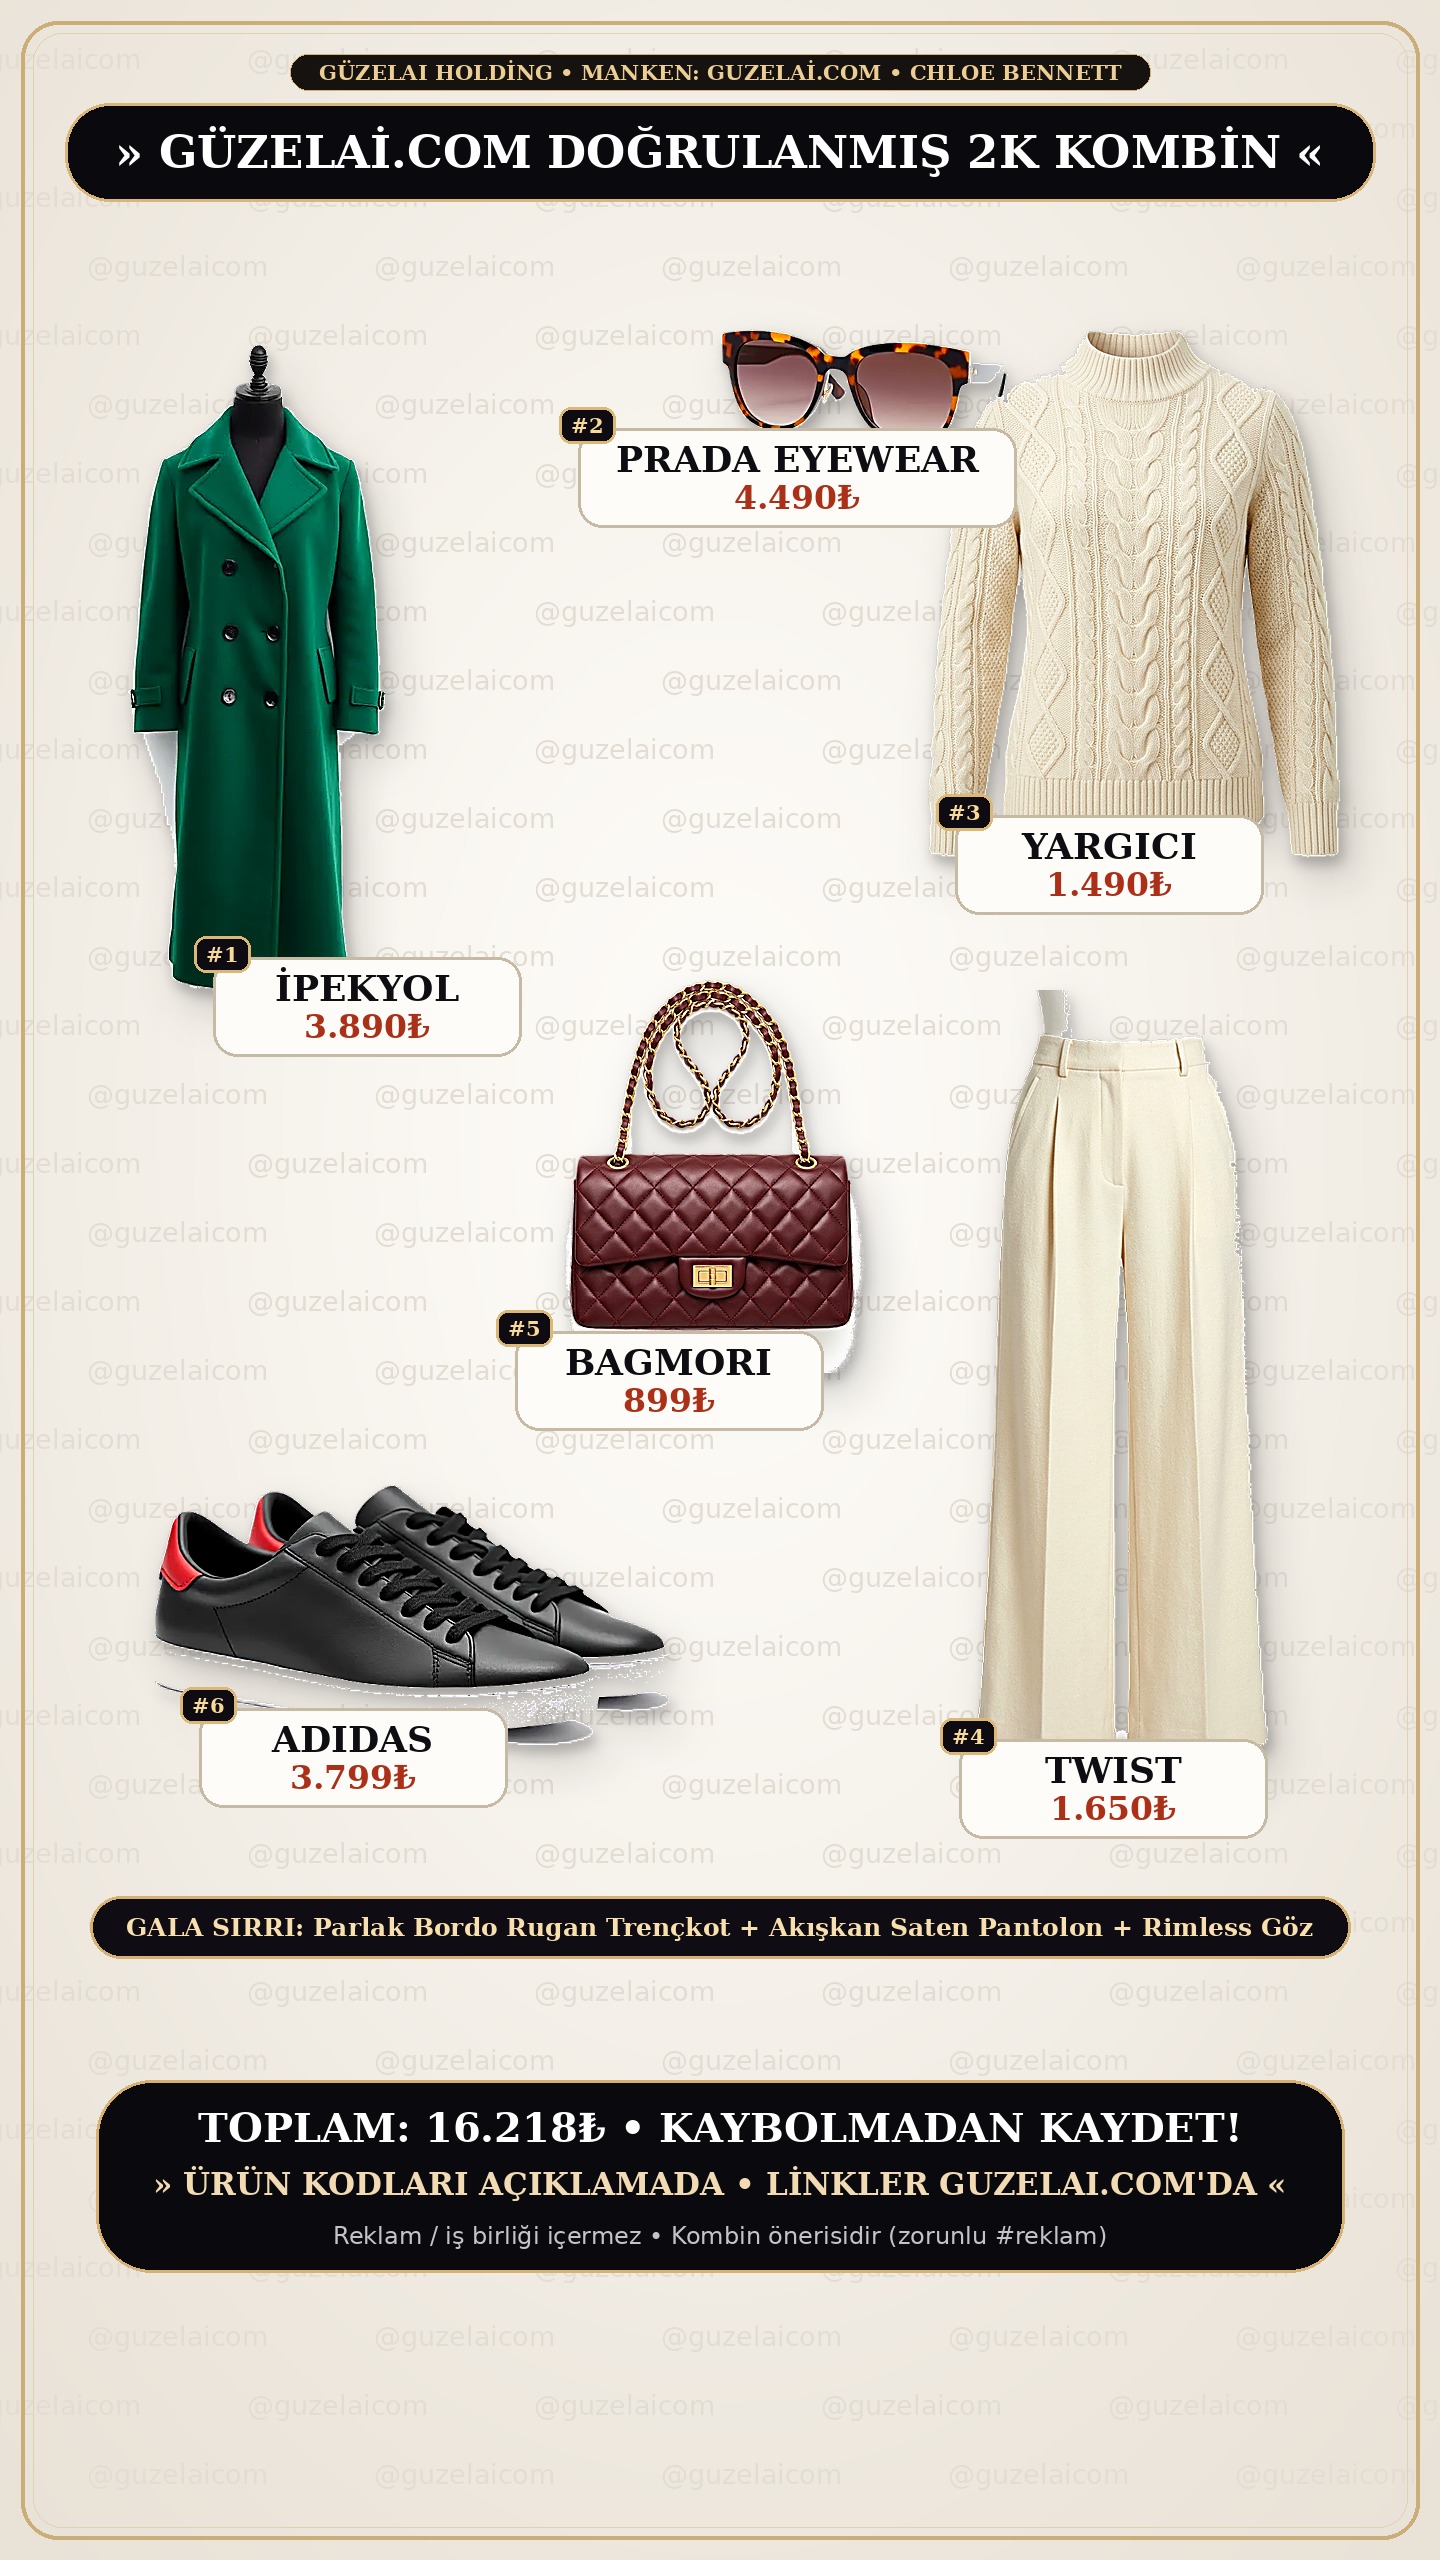 GÜZELAI HOLDİNG • MANKEN: GUZELAİ.COM • CHLOE BENNETT
» GÜZELAİ.COM DOĞRULANMIŞ 2K KOMBİN «
#2
PRADA EYEWEAR
4.490₺
#3
YARGICI
1.490₺
#1
İPEKYOL
3.890₺
#5
BAGMORI
899₺
#6
ADIDAS
3.799₺
#4
TWIST
1.650₺
GALA SIRRI: Parlak Bordo Rugan Trençkot + Akışkan Saten Pantolon + Rimless Göz
TOPLAM: 16.218₺ • KAYBOLMADAN KAYDET!
» ÜRÜN KODLARI AÇIKLAMADA • LİNKLER GUZELAI.COM'DA «
Reklam / iş birliği içermez • Kombin önerisidir (zorunlu #reklam)
@guzelaicom